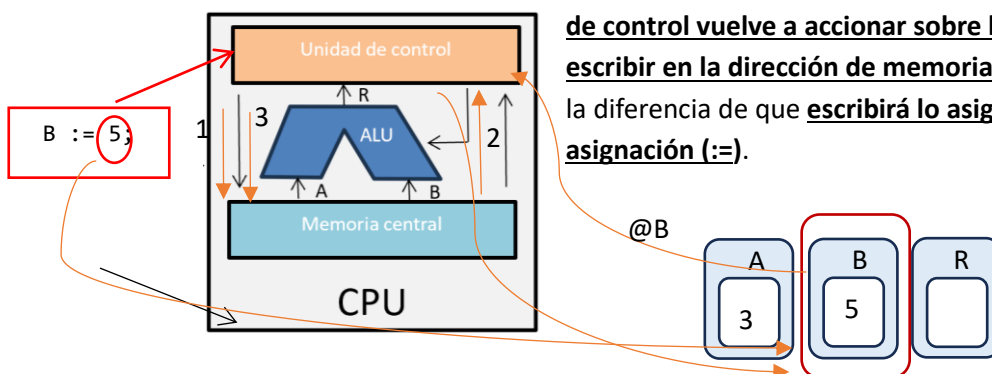 de control vuelve a accionar sobre
escribir en la dirección de memoria
la diferencia de que escribirá lo
asignación (:=).
Unidad de control
R
ALU
1
3
2
B := 5;
A
B
Memoria central
CPU
@B
A
B
R
3
5